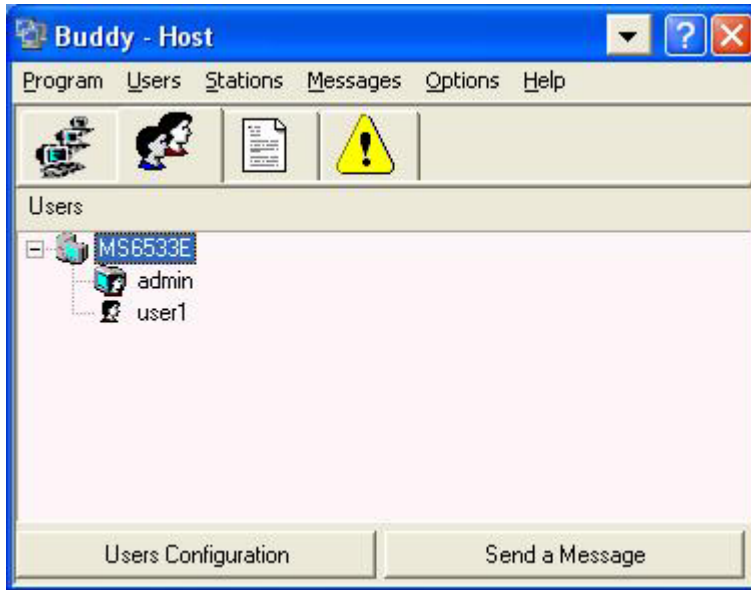 Buddy - Host
Program Users Stations Messages Options Help
Users
MS6533E
admin
user1
Users Configuration Send a Message